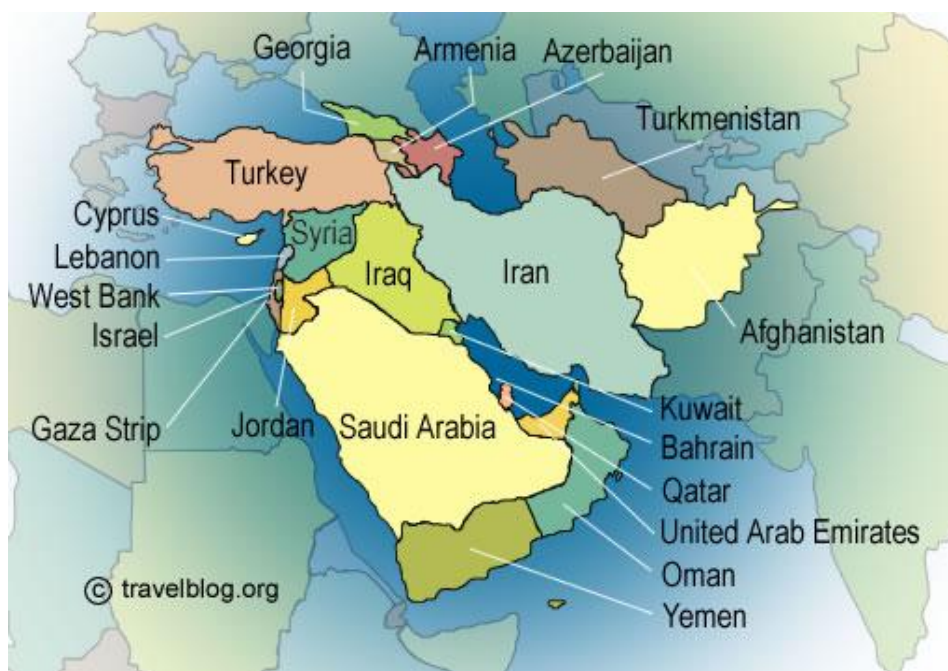 Georgia
Armenia
Azerbaijan
Turkmenistan
Turkey
Cyprus
Syria
Lebanon
Iraq
Iran
West Bank
Israel
Afghanistan
Gaza Strip
Jordan
Saudi Arabia
Kuwait
Bahrain
Qatar
United Arab Emirates
Oman
Yemen
© travelblog.org